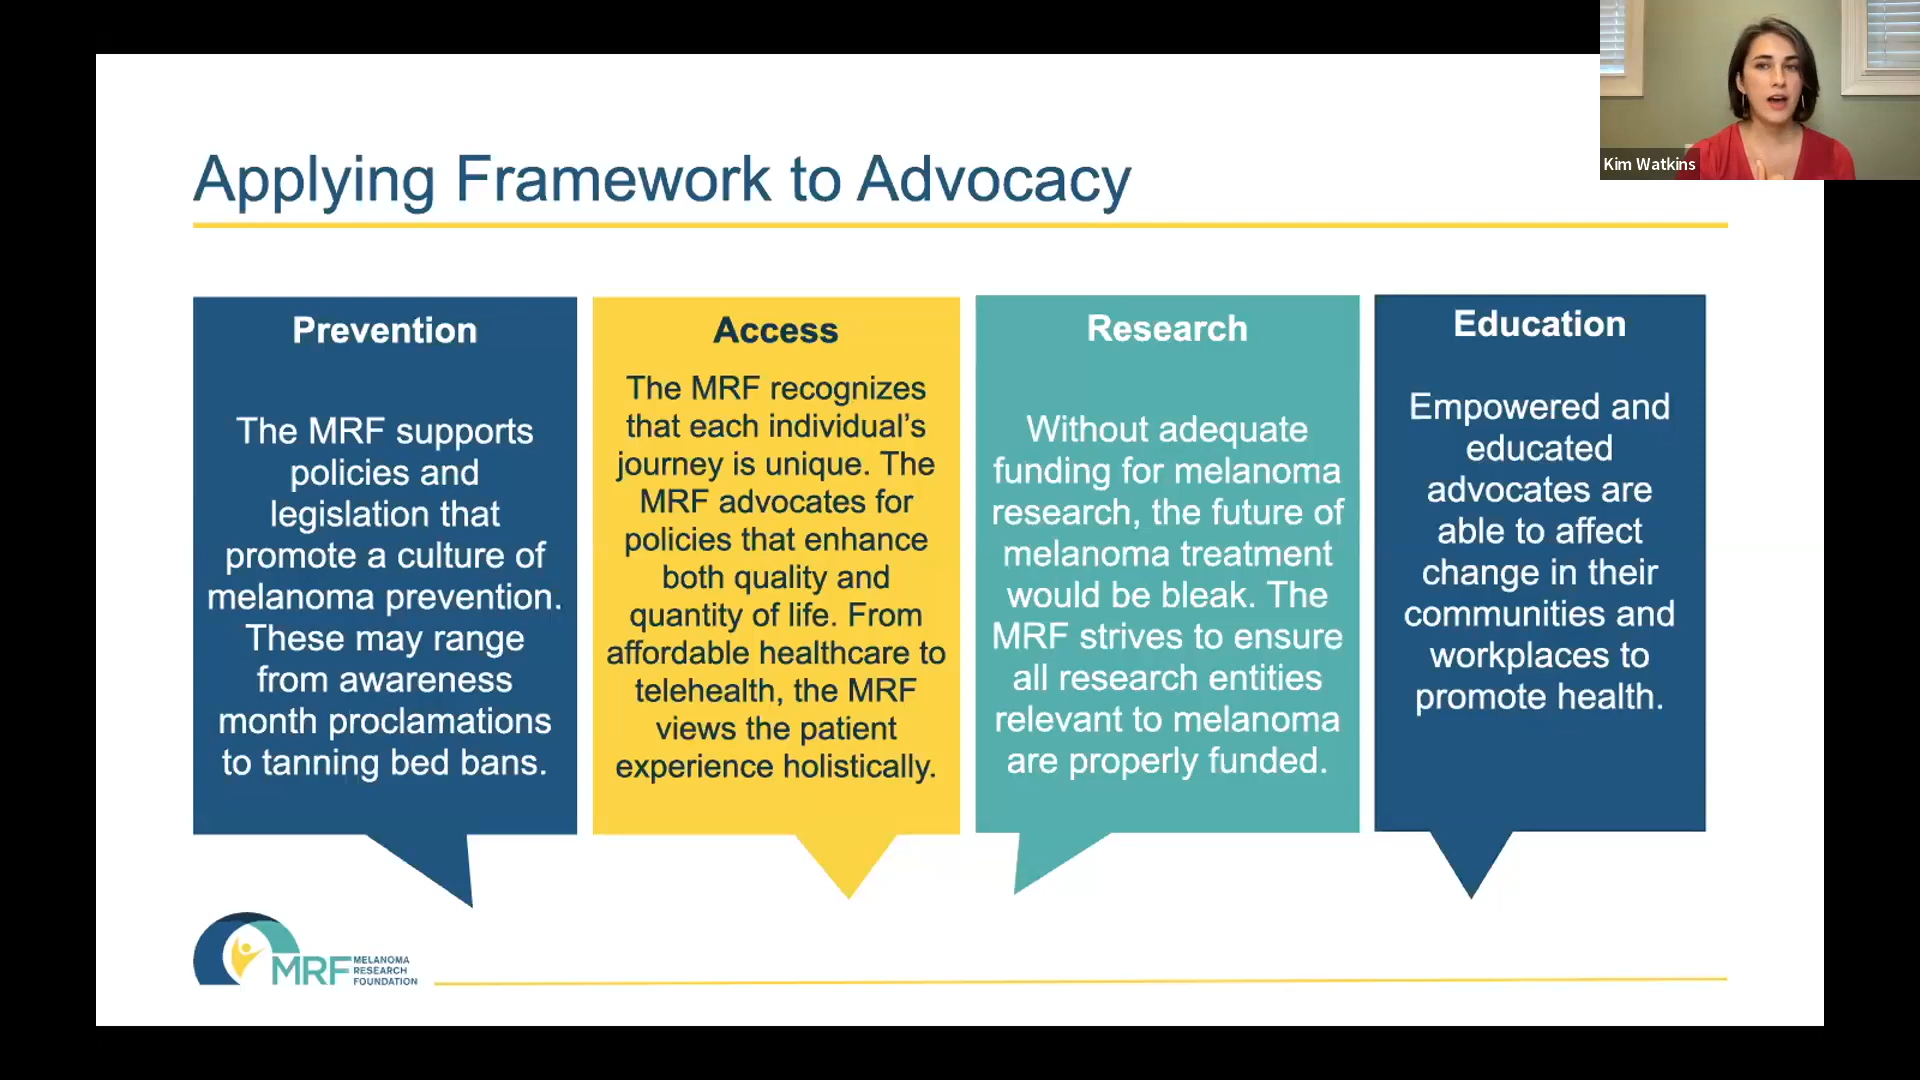 Kim Watkins
Applying Framework to Advocacy
Prevention
The MRF supports
policies and
legislation that
promote a culture of
melanoma prevention.
These may range
from awareness
month proclamations
to tanning bed bans.
Access
The MRF recognizes
that each individual’s
journey is unique. The
MRF advocates for
policies that enhance
both quality and
quantity of life. From
affordable healthcare to
telehealth, the MRF
views the patient
experience holistically.
Research
Without adequate
funding for melanoma
research, the future of
melanoma treatment
would be bleak. The
MRF strives to ensure
all research entities
relevant to melanoma
are properly funded.
Education
Empowered and
educated
advocates are
able to affect
change in their
communities and
workplaces to
promote health.
MRF
MELANOMA
RESEARCH
FOUNDATION